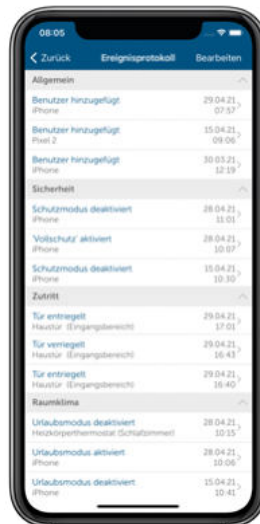 08:05
Zurück Ereignisprotokoll Bearbeiten
Allgemein
Benutzer hinzugefügt 29.04.21
iPhone 07:57
Benutzer hinzugefügt 15.04.21
Pixel 2 09:06
Benutzer hinzugefügt 30.03.21
iPhone 12:19
Sicherheit
Schutzmodus deaktiviert 28.04.21
iPhone 11:01
'Vollschutz' aktiviert 28.04.21
iPhone 10:07
Schutzmodus deaktiviert 15.04.21
iPhone 10:30
Zutritt
Tür entriegelt 29.04.21
Haustür (Eingangsbereich) 17:01
Tür verriegelt 29.04.21
Haustür (Eingangsbereich) 16:43
Tür entriegelt 29.04.21
Haustür (Eingangsbereich) 16:40
Raumklima
Urlaubsmodus deaktiviert 28.04.21
Heizkörperthermostat (Schlafzimmer) 10:15
Urlaubsmodus aktiviert 28.04.21
iPhone 10:06
Urlaubsmodus deaktiviert 15.04.21
iPhone 10:41